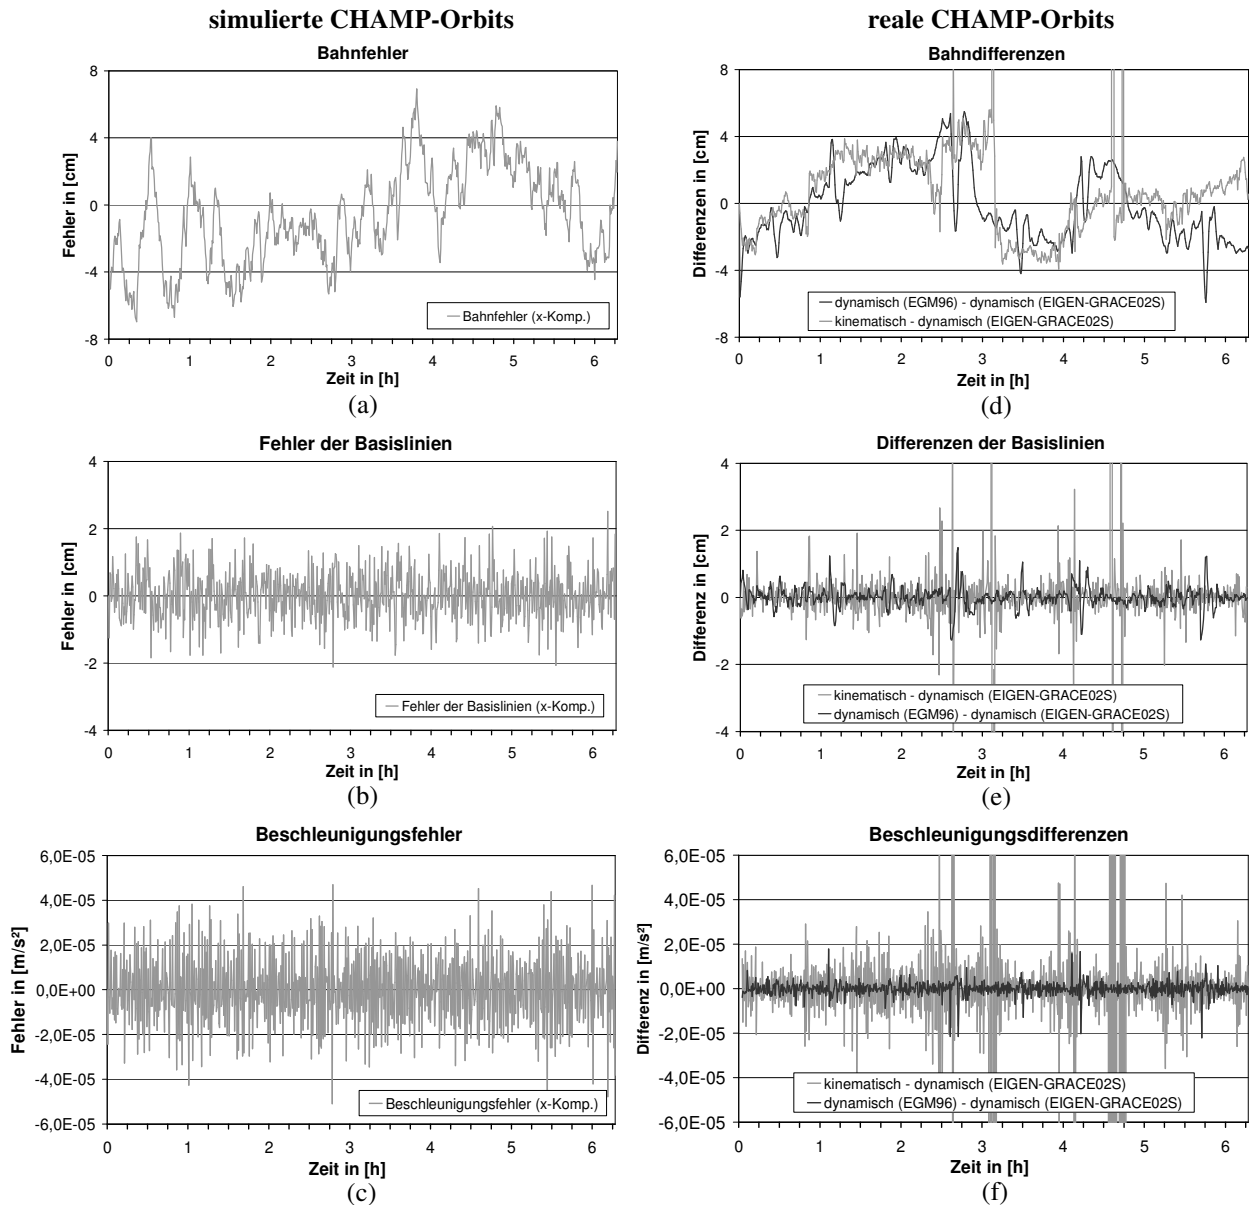 simulierte CHAMP-Orbits
Bahnfehler
Fehler in [cm]
8
4
0
-4
-8
Bahnfehler (x-Komp.)
0 1 2 3 4 5 6
Zeit in [h]
(a)
reale CHAMP-Orbits
Bahndifferenzen
Differenzen in [cm]
8
4
0
-4
-8
dynamisch (EGM96) - dynamisch (EIGEN-GRACE02S)
kinematisch - dynamisch (EIGEN-GRACE02S)
0 1 2 3 4 5 6
Zeit in [h]
(d)
Fehler der Basislinien
Fehler in [cm]
4
2
0
-2
-4
Fehler der Basislinien (x-Komp.)
0 1 2 3 4 5 6
Zeit in [h]
(b)
Differenzen der Basislinien
Differenz in [cm]
4
2
0
-2
-4
kinematisch - dynamisch (EIGEN-GRACE02S)
dynamisch (EGM96) - dynamisch (EIGEN-GRACE02S)
0 1 2 3 4 5 6
Zeit in [h]
(e)
Beschleunigungsfehler
Fehler in [m/s²]
6,0E-05
4,0E-05
2,0E-05
0,0E+00
-2,0E-05
-4,0E-05
-6,0E-05
Beschleunigungsfehler (x-Komp.)
0 1 2 3 4 5 6
Zeit in [h]
(c)
Beschleunigungsdifferenzen
Differenz in [m/s²]
6,0E-05
4,0E-05
2,0E-05
0,0E+00
-2,0E-05
-4,0E-05
-6,0E-05
kinematisch - dynamisch (EIGEN-GRACE02S)
dynamisch (EGM96) - dynamisch (EIGEN-GRACE02S)
0 1 2 3 4 5 6
Zeit in [h]
(f)